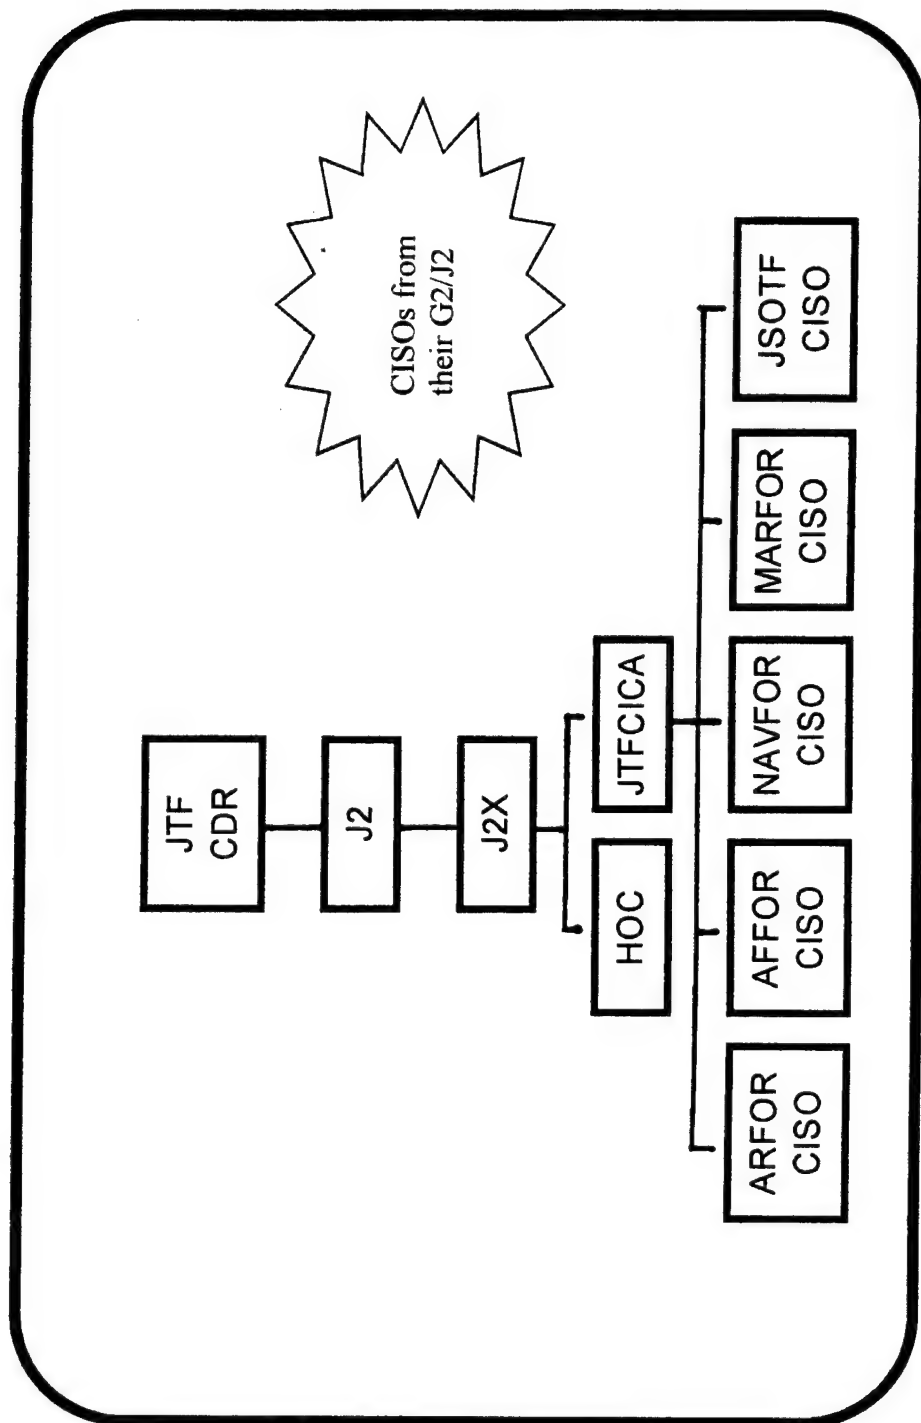 JTF
CDR
J2
J2X
HOC
JTFCICA
ARFOR
CISO
AFFOR
CISO
NAVFOR
CISO
MARFOR
CISO
JSOTF
CISO
CISOs from
their G2/J2